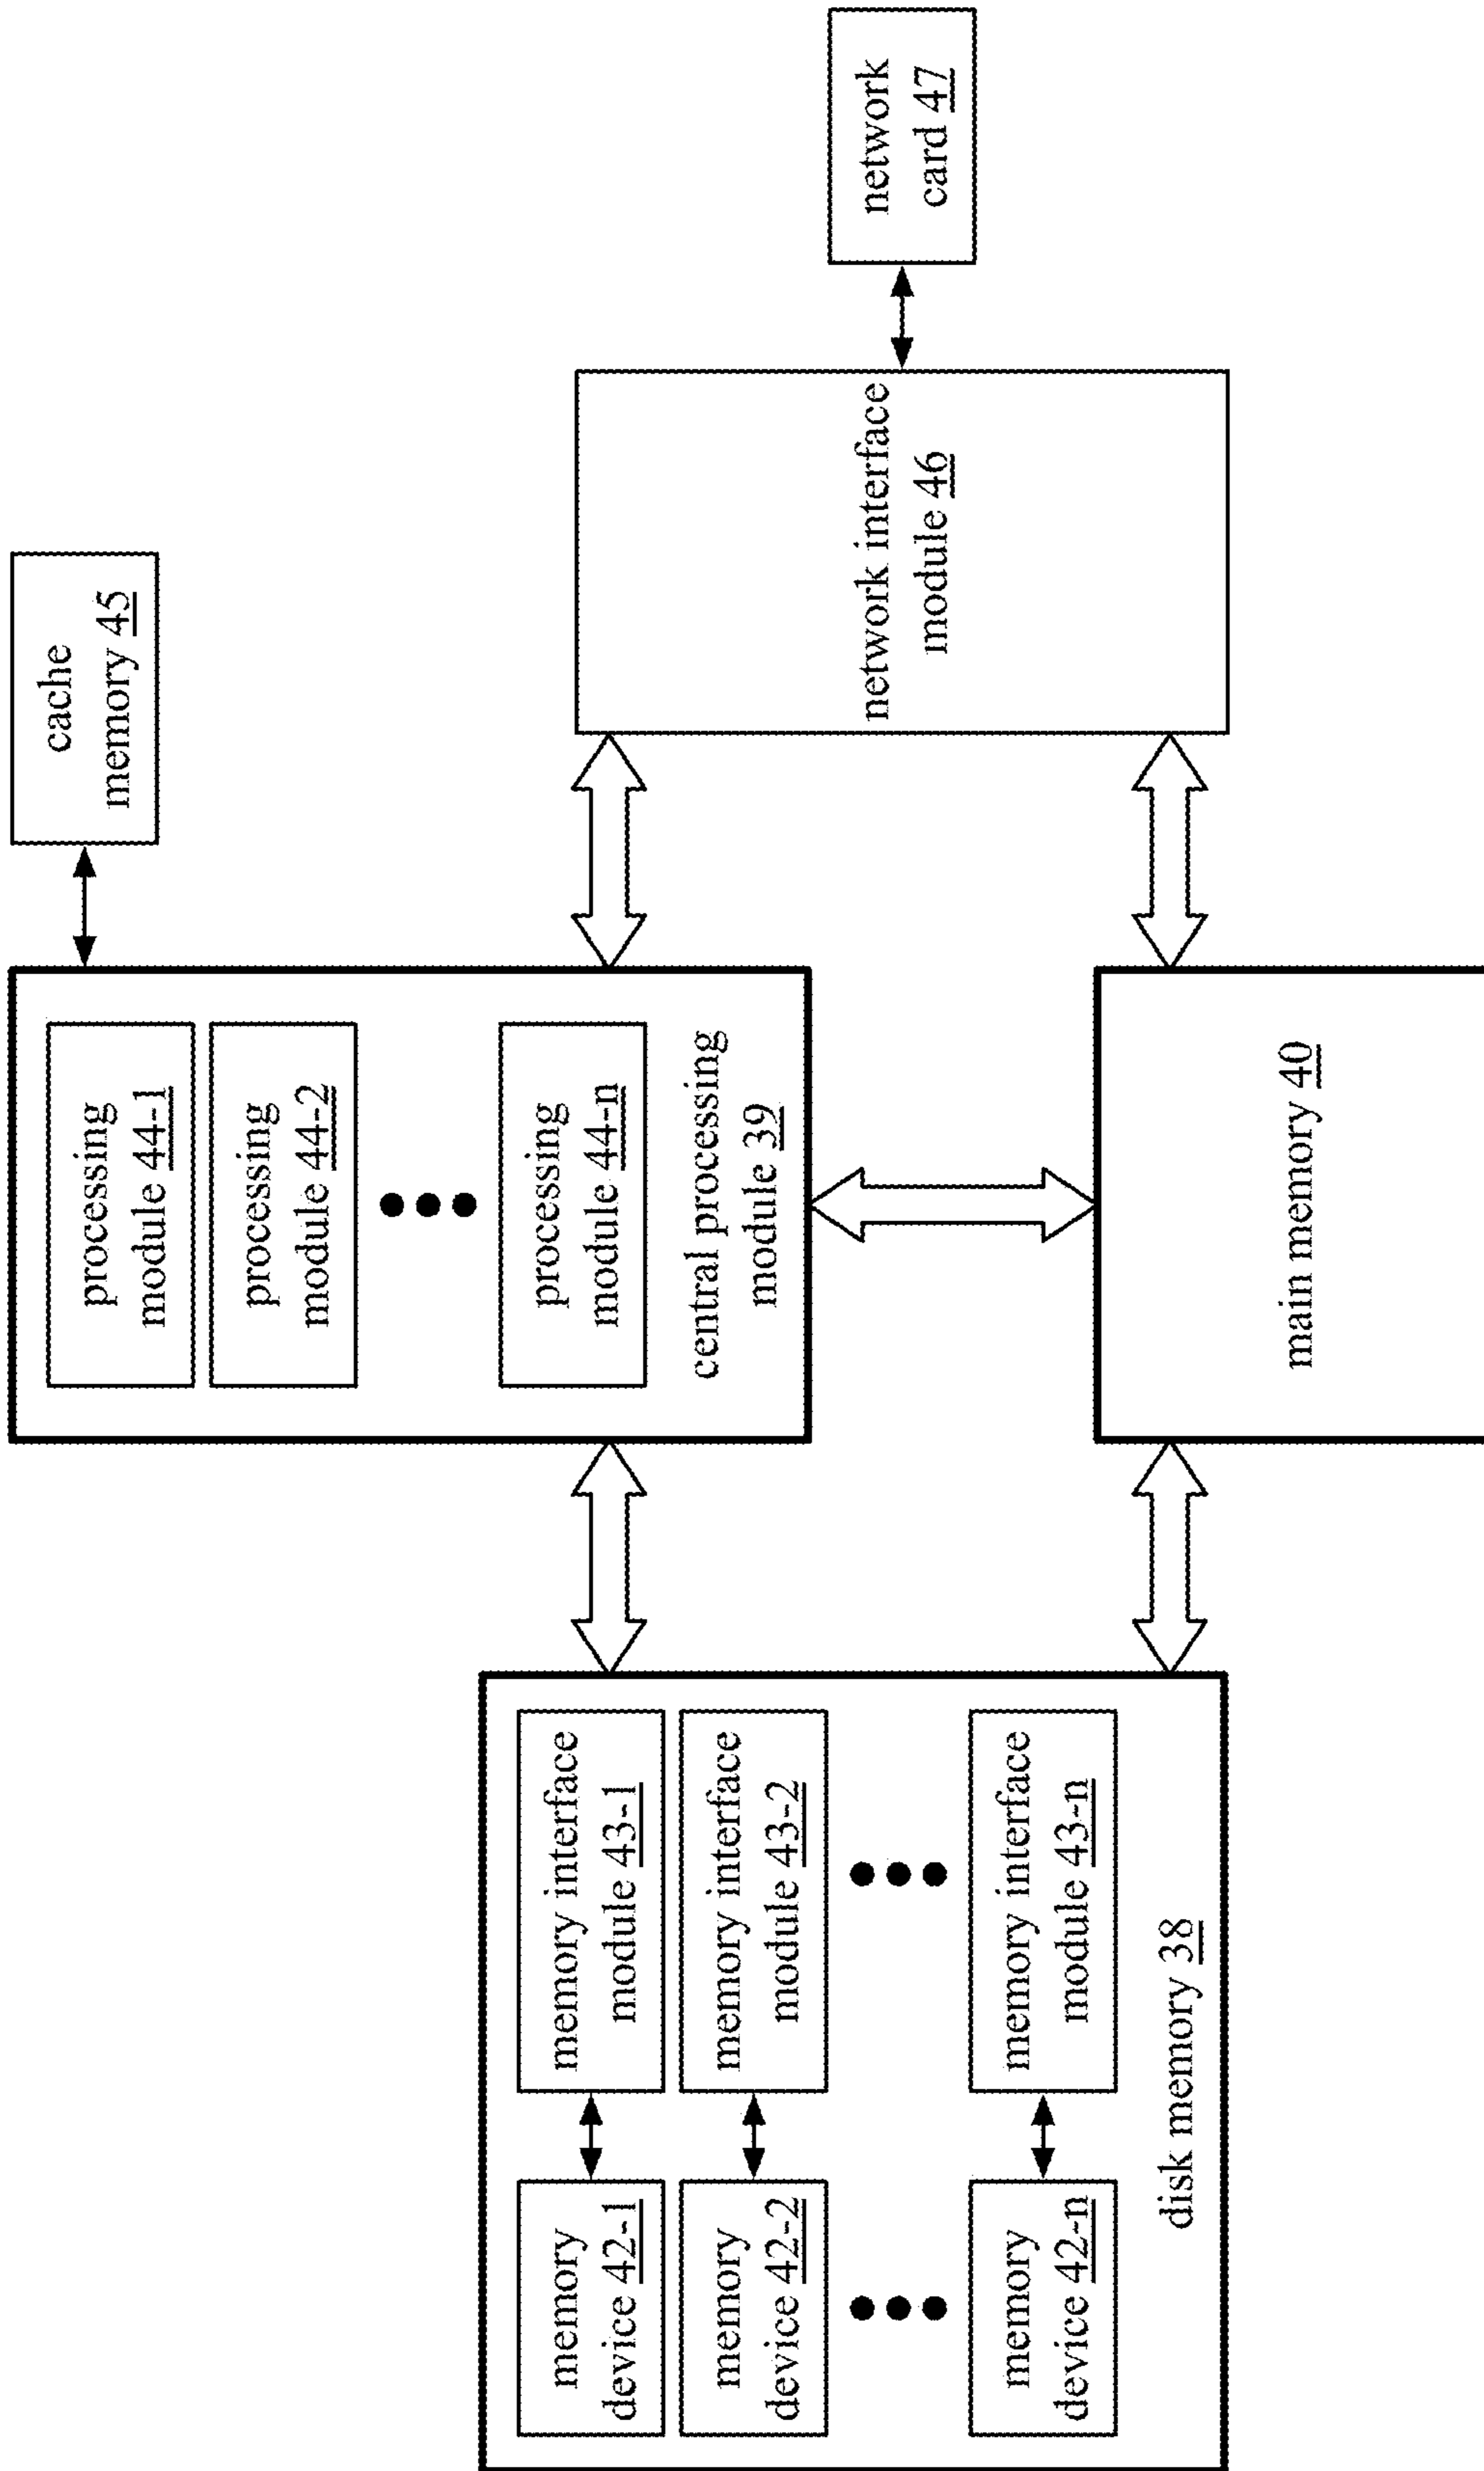 cache
memory 45
processing
module 44-1
processing
module 44-2
processing
module 44-n
central processing
module 39
memory
device 42-1
memory interface
module 43-1
memory
device 42-2
memory interface
module 43-2
memory
device 42-n
memory interface
module 43-n
disk memory 38
network interface
module 46
network
card 47
main memory 40